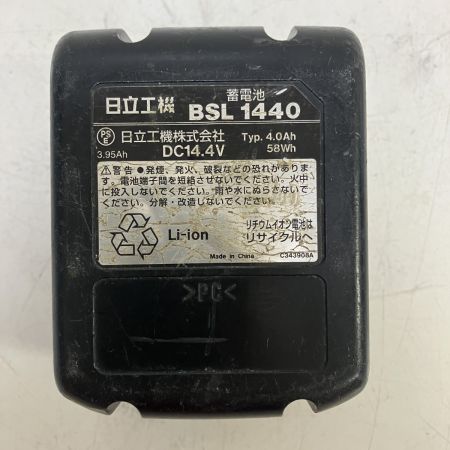 日立工機 蓄電池 BSL 1440
PSE 日立工機株式会社 Typ. 4.0Ah
3.95Ah DC14.4V 58Wh
⚠警告 ●発煙、発火、破裂などの恐れがありま
す。電池端子間を短絡させないでください。火中
に投入しないでください。雨や水にぬらさないで
ください。分解・改造しないでください。
Li-ion リチウムイオン電池は
リサイクルへ
Made in China C343908A
>PC<